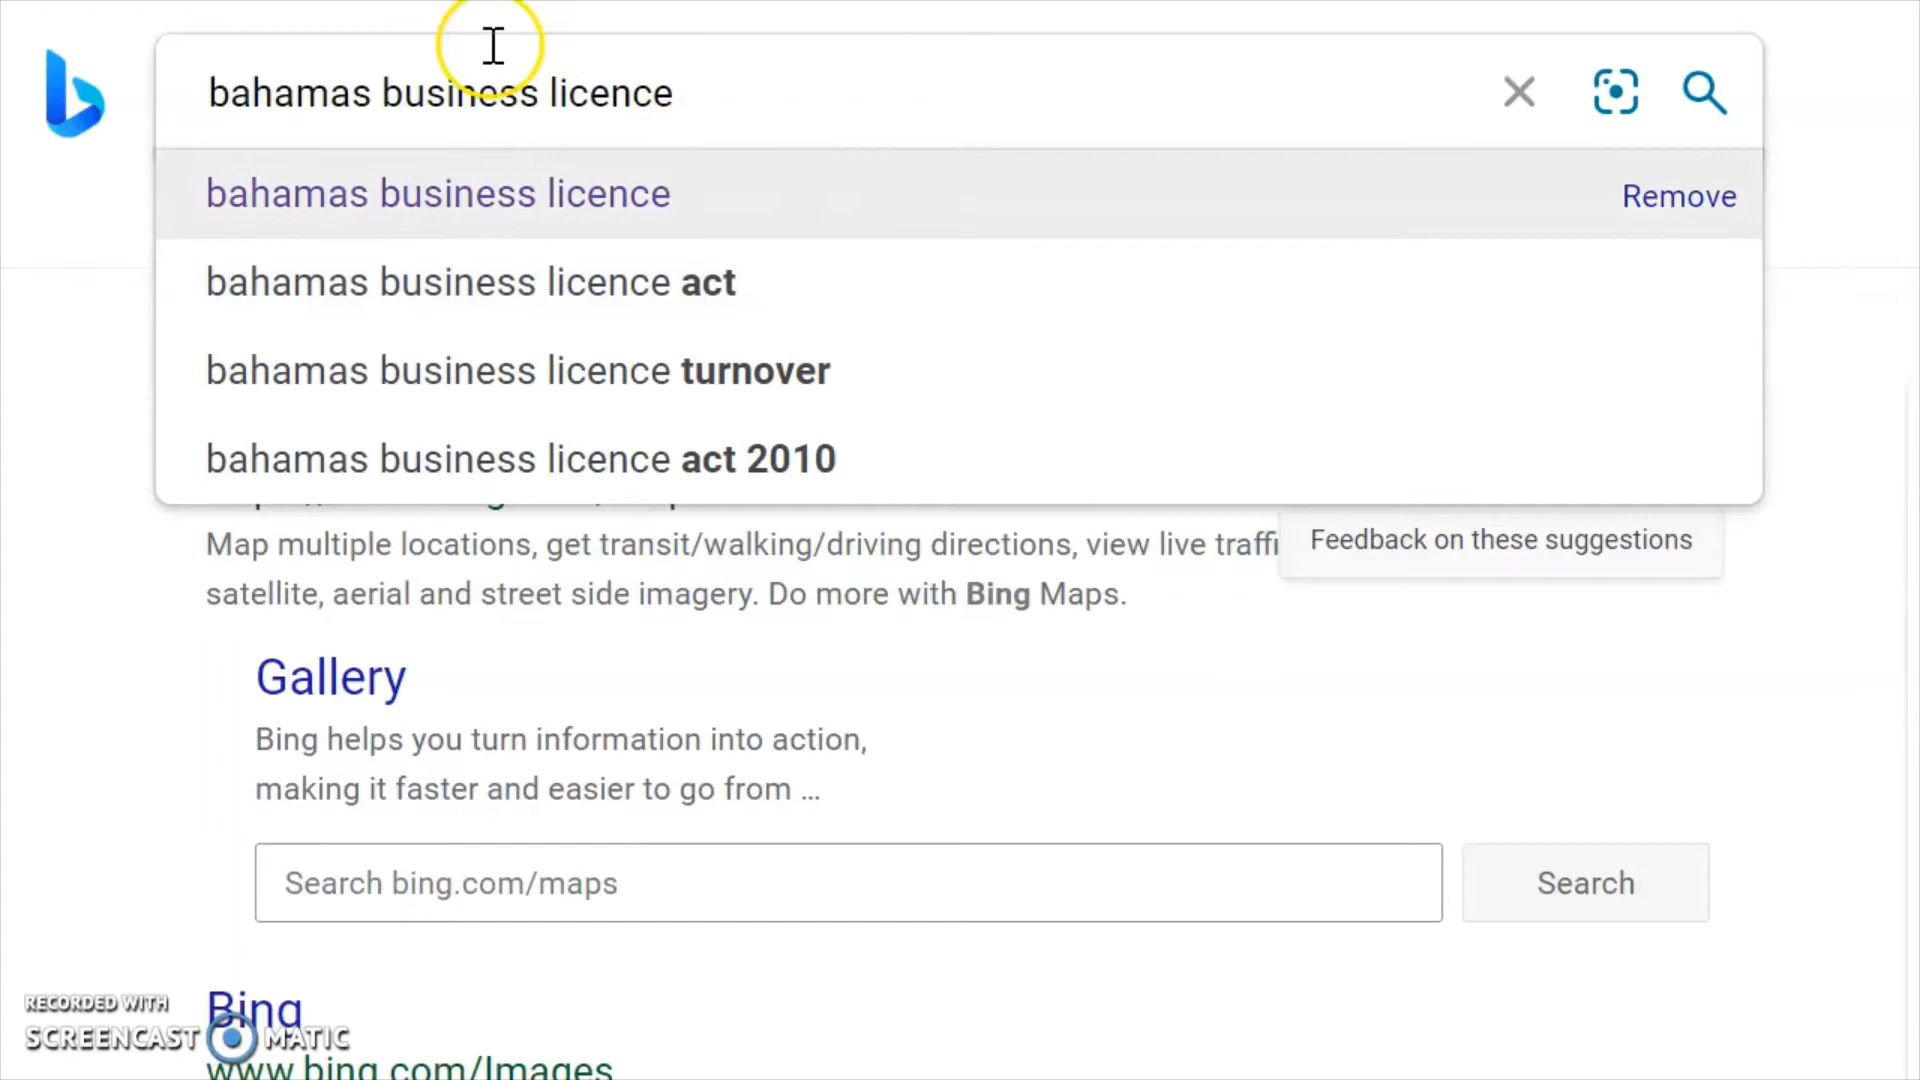 bahamas business licence
bahamas business licence
Remove
bahamas business licence act
bahamas business licence turnover
bahamas business licence act 2010
Feedback on these suggestions
Map multiple locations, get transit/walking/driving directions, view live traffi
satellite, aerial and street side imagery. Do more with Bing Maps.
Gallery
Bing helps you turn information into action,
making it faster and easier to go from ...
Search bing.com/maps
Search
Bing
www.bing.com/Images
RECORDED WITH
SCREENCAST MATIC